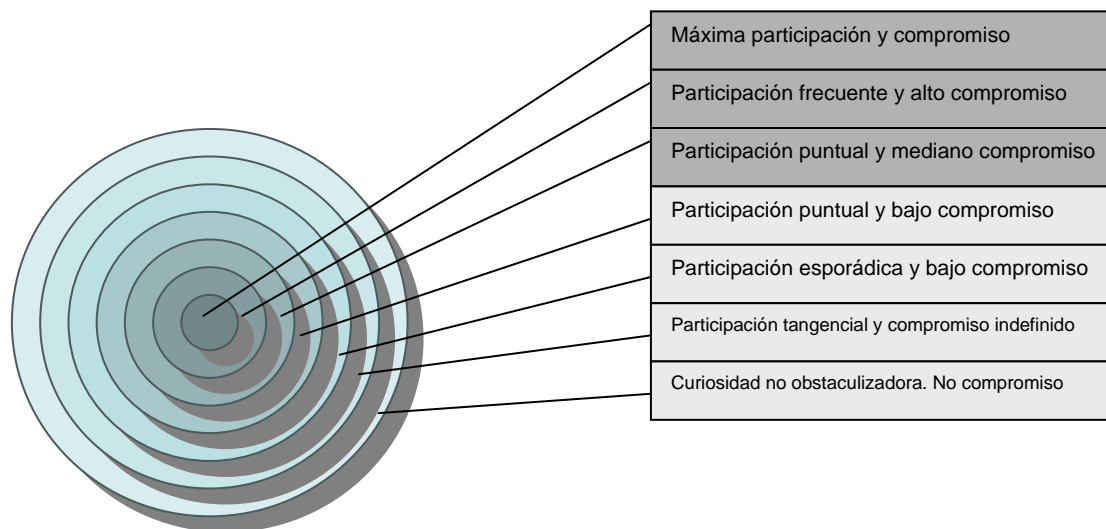 Máxima participación y compromiso
Participación frecuente y alto compromiso
Participación puntual y mediano compromiso
Participación puntual y bajo compromiso
Participación esporádica y bajo compromiso
Participación tangencial y compromiso indefinido
Curiosidad no obstaculizadora. No compromiso